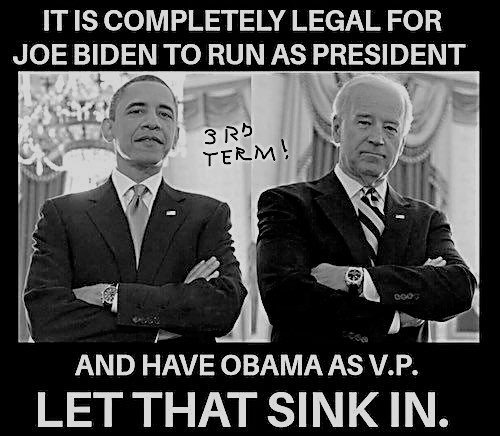 IT IS COMPLETELY LEGAL FOR
JOE BIDEN TO RUN AS PRESIDENT
3RD
TERM!
AND HAVE OBAMA AS V.P.
LET THAT SINK IN.